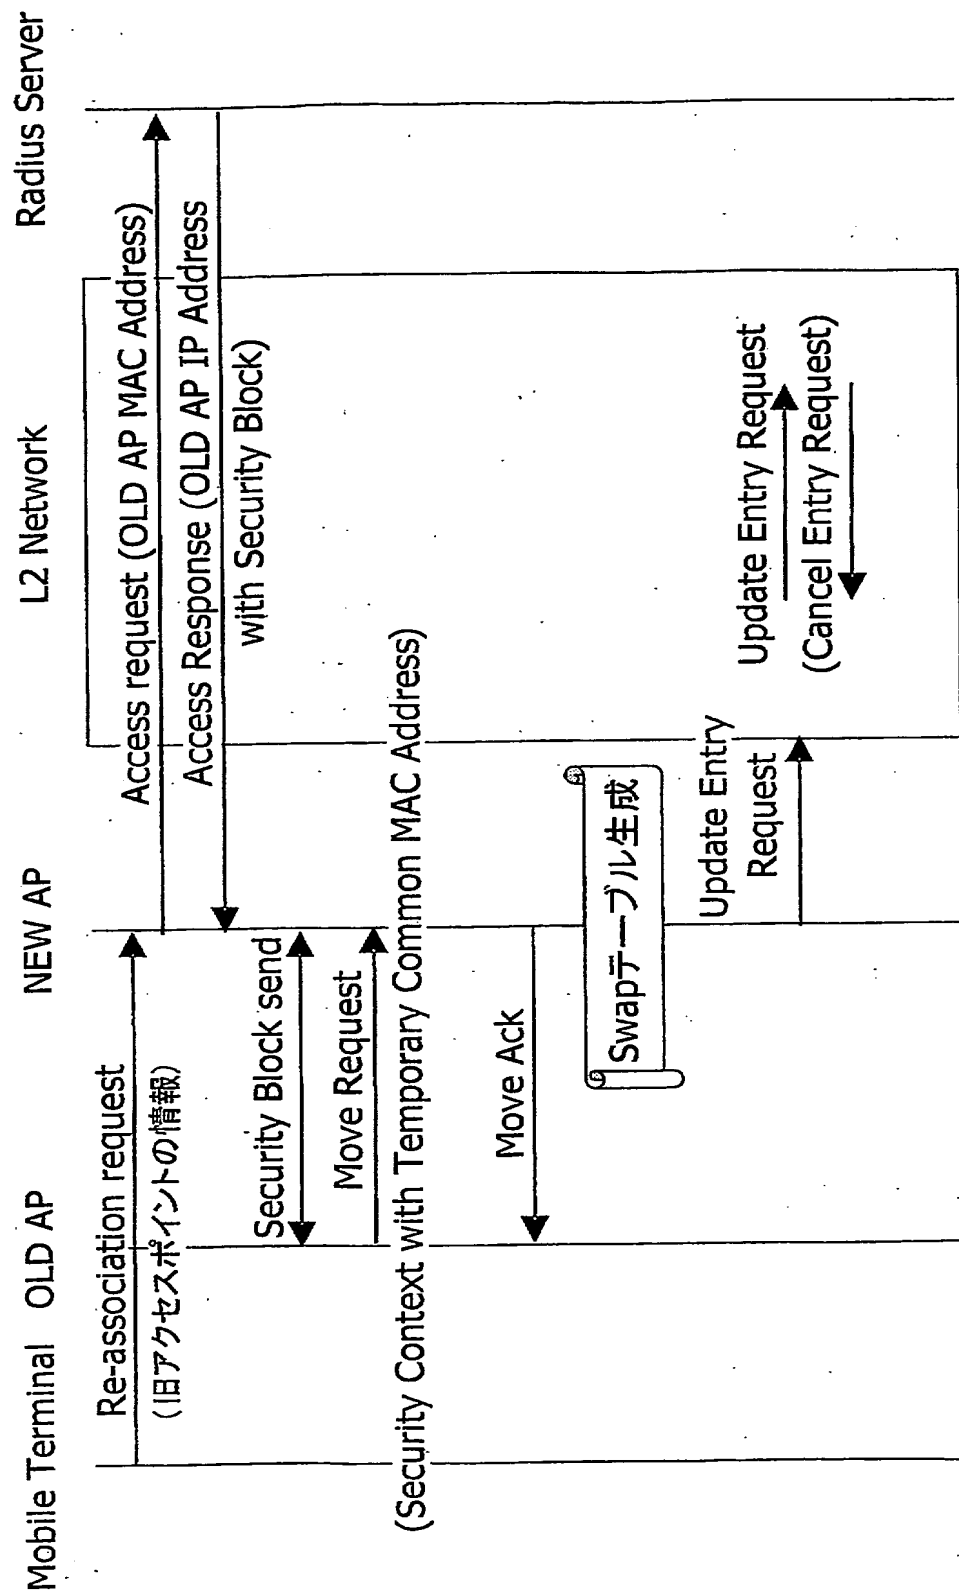 Mobile Terminal
OLD AP
NEW AP
L2 Network
Radius Server
Re-association request
(旧アクセスポイントの情報)
Access request (OLD AP MAC Address)
Access Response (OLD AP IP Address
with Security Block)
Security Block send
Move Request
(Security Context with Temporary Common MAC Address)
Move Ack
Swapテーブル生成
Update Entry
Request
Update Entry Request
(Cancel Entry Request)